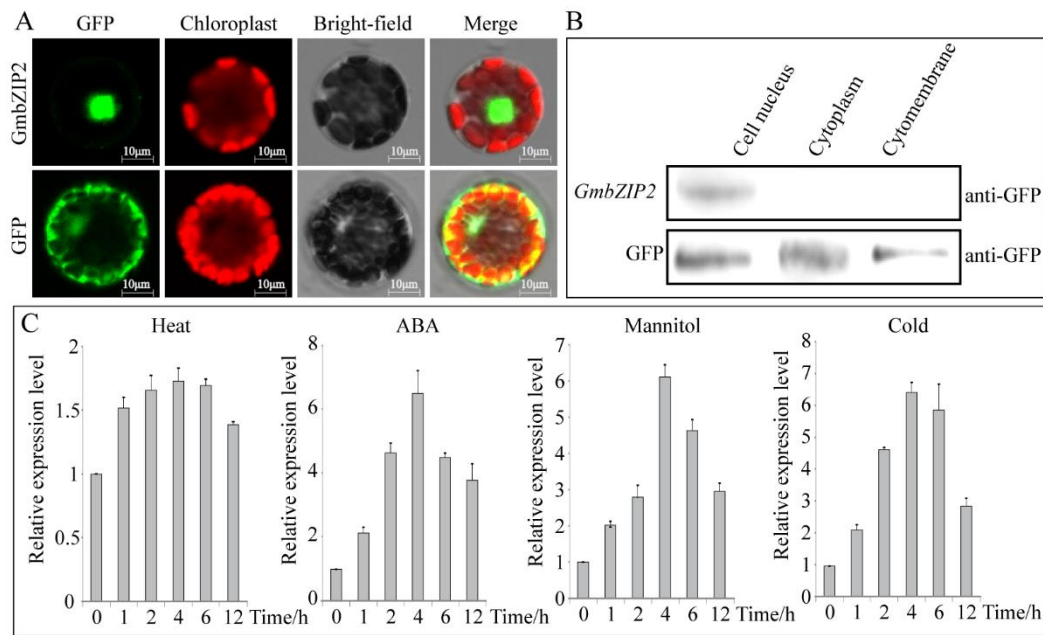 A
GFP Chloroplast Bright-field Merge
GmbZIP2
10μm 10μm 10μm 10μm
GFP
10μm 10μm 10μm 10μm
B
Cell nucleus Cytoplasm Cytomembrane
GmbZIP2 anti-GFP
GFP anti-GFP
C
Heat
Relative expression level
2
1.5
1
0.5
0
0 1 2 4 6 12 Time/h
ABA
Relative expression level
8
6
4
2
0
0 1 2 4 6 12 Time/h
Mannitol
Relative expression level
7
6
5
4
3
2
1
0
0 1 2 4 6 12 Time/h
Cold
Relative expression level
8
7
6
5
4
3
2
1
0
0 1 2 4 6 12 Time/h